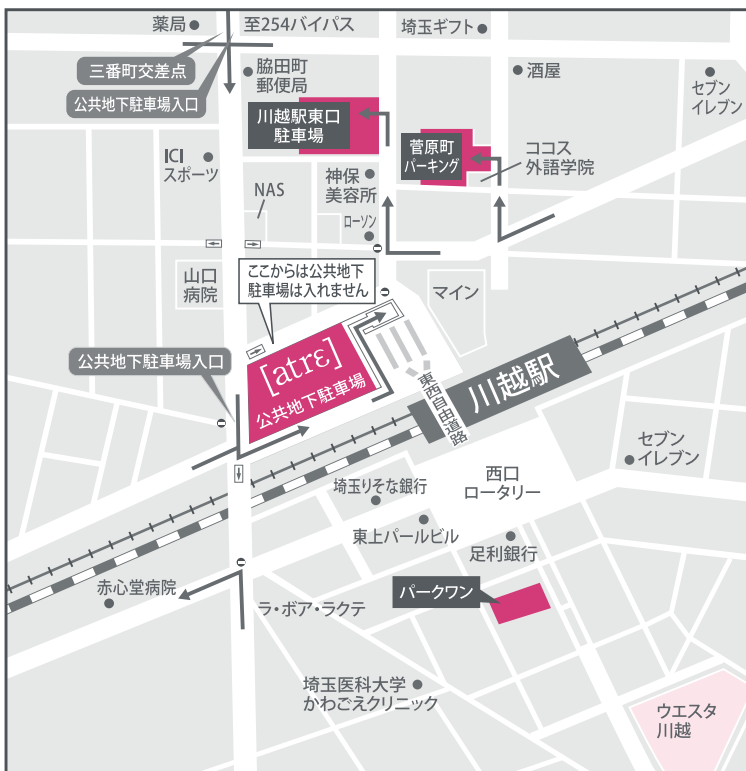 薬局
至254バイパス
埼玉ギフト
三番町交差点
公共地下駐車場入口
脇田町
郵便局
酒屋
セブン
イレブン
川越駅東口
駐車場
菅原町
パーキング
ココス
外語学院
ICI
スポーツ
NAS
神保
美容所
ローソン
山口
病院
ここからは公共地下
駐車場は入れません
マイン
公共地下駐車場入口
[atrε]
公共地下駐車場
川越駅
東西自由道路
セブン
イレブン
埼玉りそな銀行
西口
ロータリー
東上パールビル
足利銀行
赤心堂病院
ラ・ボア・ラクテ
パークワン
埼玉医科大学
かわごえクリニック
ウエスタ
川越